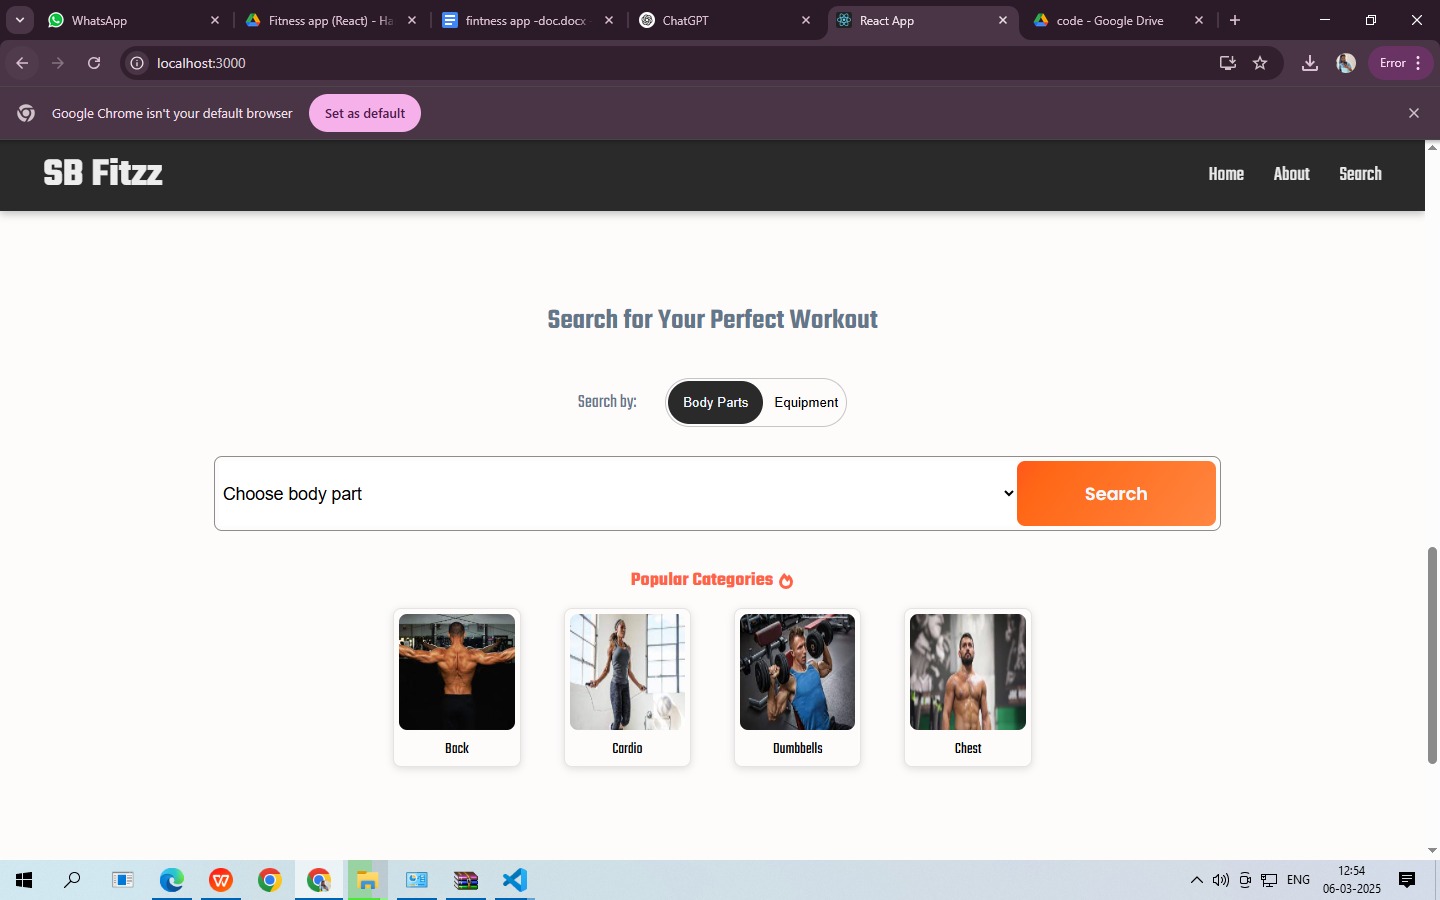 WhatsApp
Fitness app (React) - Ha
fintness app -doc.docx
ChatGPT
React App
code - Google Drive
localhost:3000
Error
Google Chrome isn't your default browser
Set as default
SB Fitzz
Home About Search
Search for Your Perfect Workout
Search by: Body Parts Equipment
Choose body part Search
Popular Categories
Back Cardio Dumbbells Chest
ENG
12:54
06-03-2025